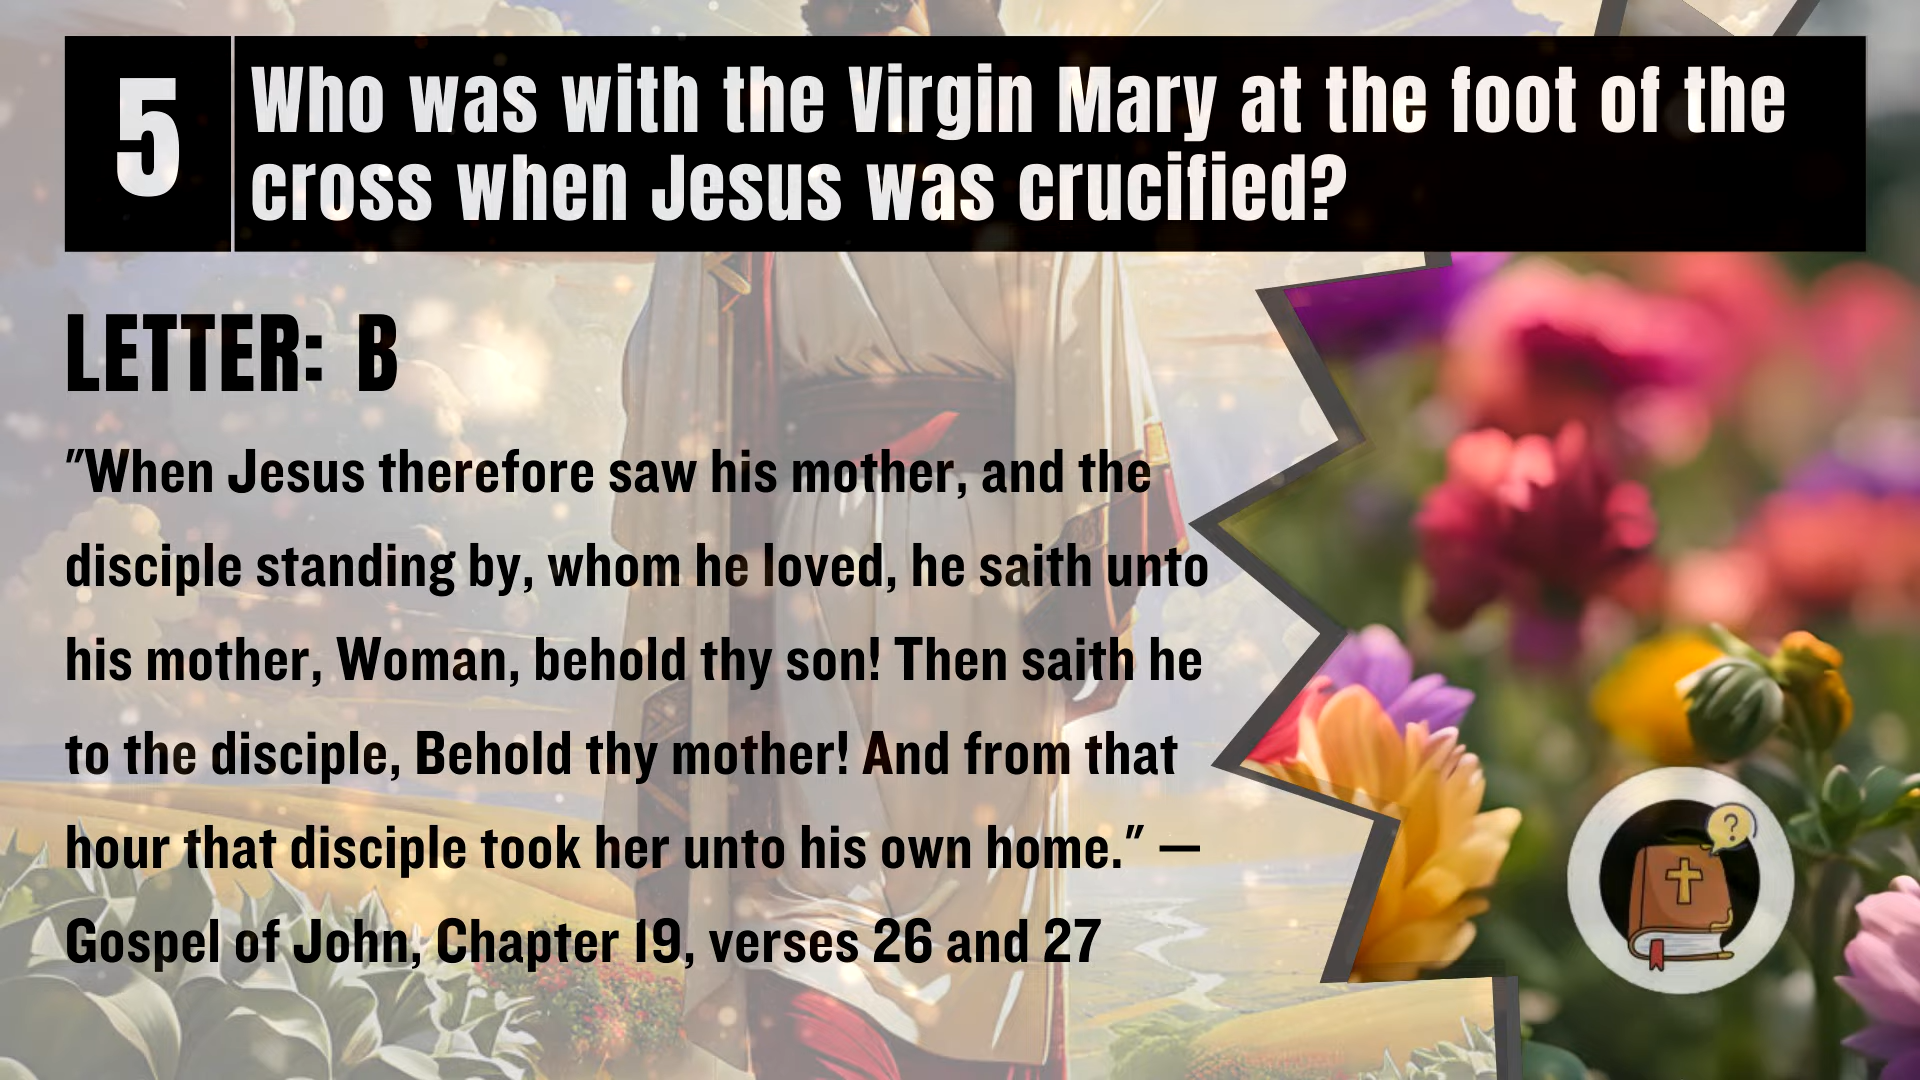 5
Who was with the Virgin Mary at the foot of the
cross when Jesus was crucified?
LETTER: B
"When Jesus therefore saw his mother, and the
disciple standing by, whom he loved, he saith unto
his mother, Woman, behold thy son! Then saith he
to the disciple, Behold thy mother! And from that
hour that disciple took her unto his own home." —
Gospel of John, Chapter 19, verses 26 and 27
?